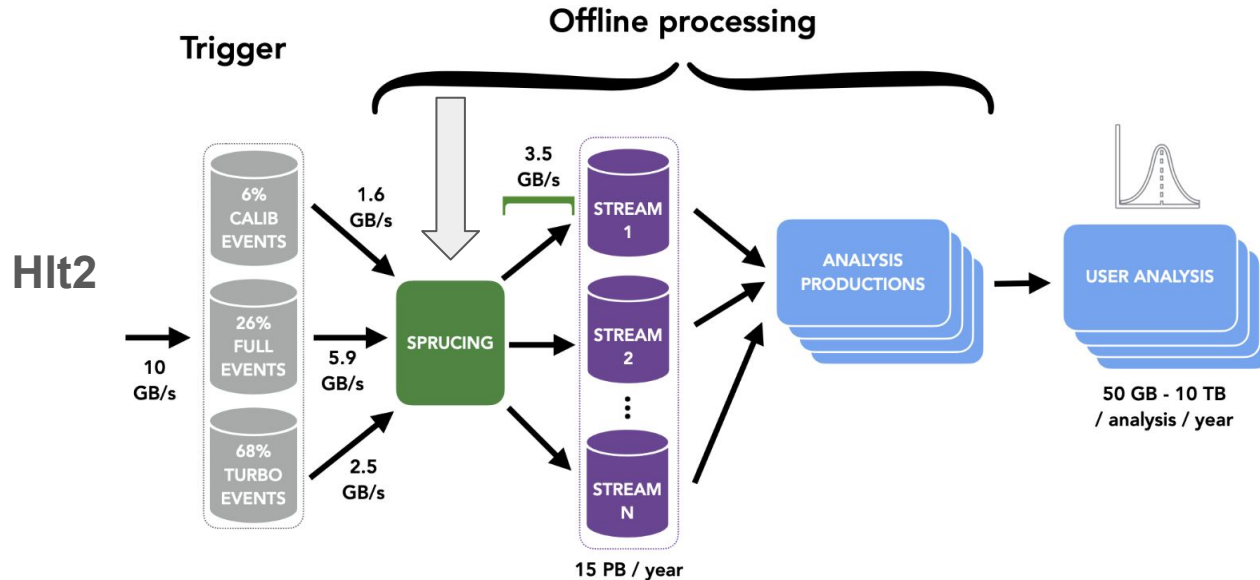 Offline processing
Trigger
Hlt2
10
GB/s
6%
CALIB
EVENTS
26%
FULL
EVENTS
68%
TURBO
EVENTS
1.6
GB/s
5.9
GB/s
2.5
GB/s
SPRUCING
3.5
GB/s
STREAM
1
STREAM
2
STREAM
N
15 PB / year
ANALYSIS
PRODUCTIONS
USER ANALYSIS
50 GB - 10 TB
/ analysis / year